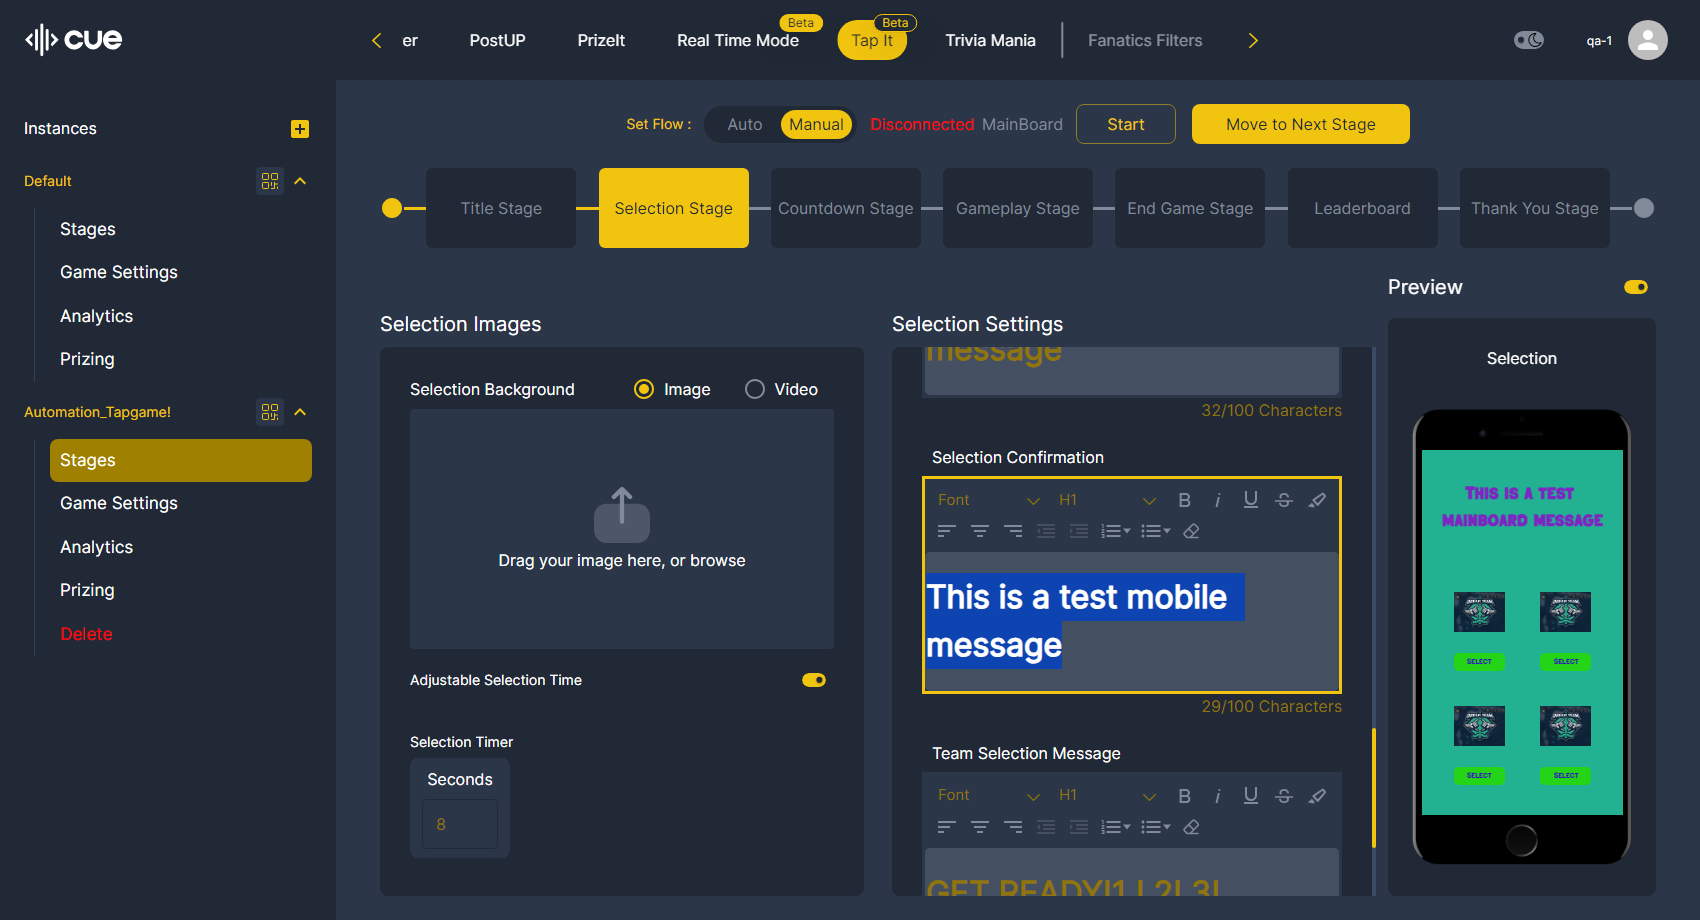 cue
er
PostUP
PrizeIt
Real Time Mode
Beta
Tap It
Beta
Trivia Mania
Fanatics Filters
qa-1
Instances
Default
Stages
Game Settings
Analytics
Prizing
Automation_Tapgame!
Stages
Game Settings
Analytics
Prizing
Delete
Set Flow :
Auto
Manual
Disconnected MainBoard
Start
Move to Next Stage
Title Stage
Selection Stage
Countdown Stage
Gameplay Stage
End Game Stage
Leaderboard
Thank You Stage
Selection Images
Selection Background
Image
Video
Drag your image here, or browse
Adjustable Selection Time
Selection Timer
Seconds
8
Selection Settings
message
32/100 Characters
Selection Confirmation
Font
H1
B i U S
This is a test mobile
message
29/100 Characters
Team Selection Message
Font
H1
B i U S
GET READY!1,! 2! 3!
Preview
Selection
This is a test
mainboard message
SELECT
SELECT
SELECT
SELECT